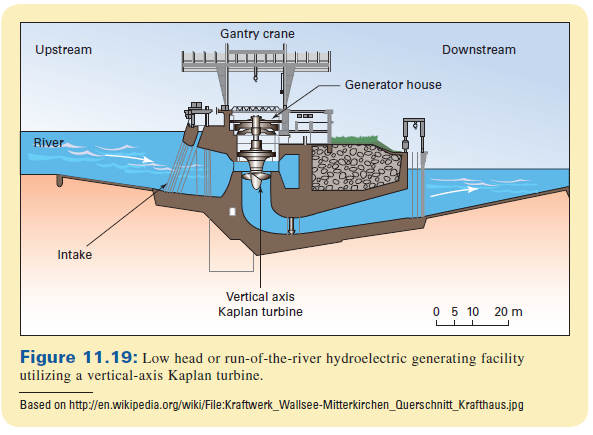 Gantry crane
Upstream
Downstream
Generator house
River
Intake
Vertical axis
Kaplan turbine
0 5 10 20 m
Figure 11.19: Low head or run-of-the-river hydroelectric generating facility
utilizing a vertical-axis Kaplan turbine.
Based on http://en.wikipedia.org/wiki/File:Kraftwerk_Wallsee-Mitterkirchen_Querschnitt_Krafthaus.jpg